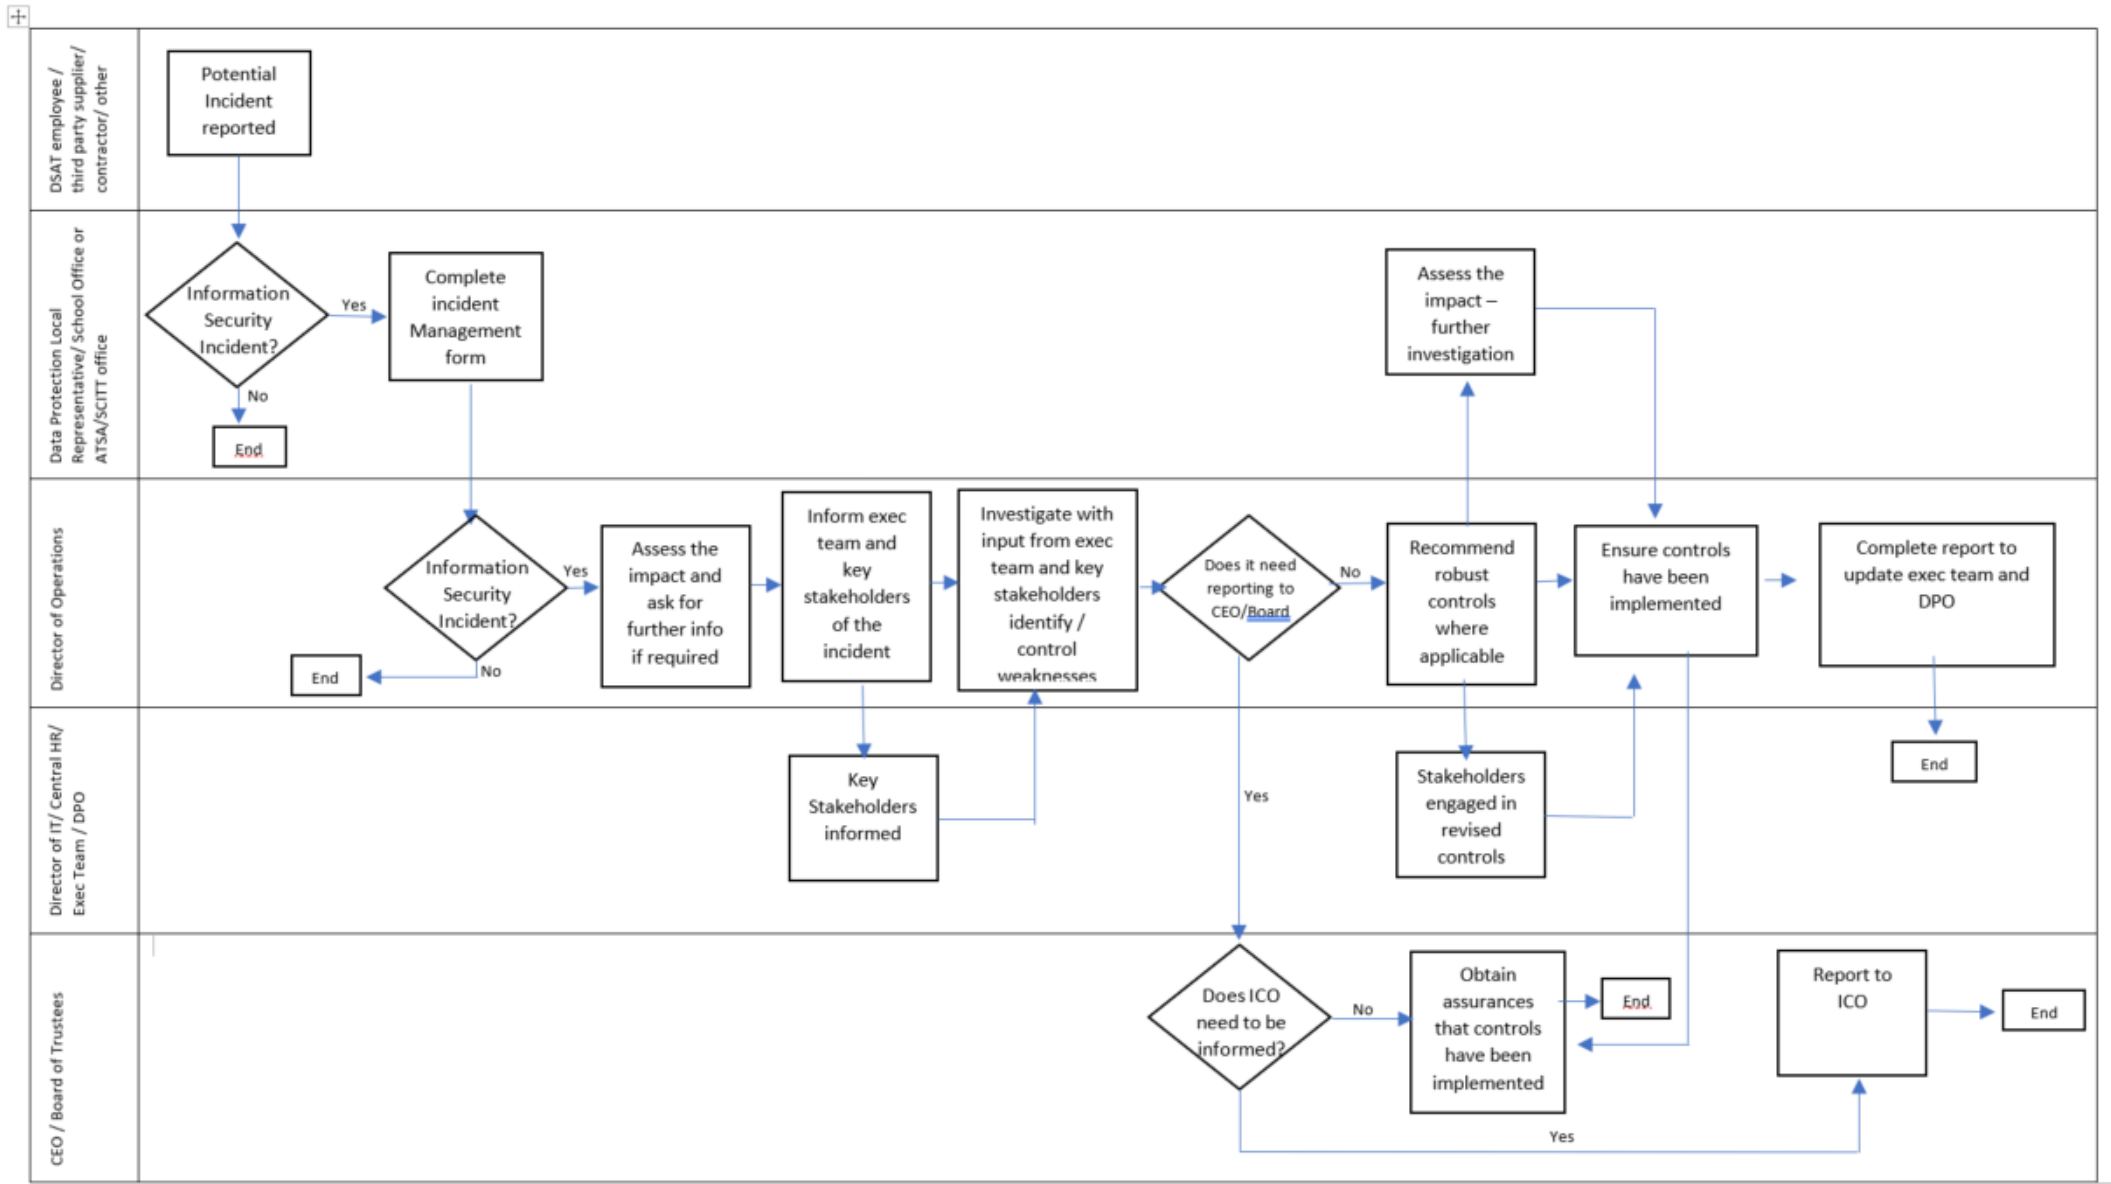 DSAT employee /
third party supplier/
contractor/ other
Potential
Incident
reported
Data Protection Local
Representative/ School Office or
ATSA/SCITT office
Information
Security
Incident?
Yes
No
End
Complete
incident
Management
form
Assess the
impact –
further
investigation
Director of Operations
Information
Security
Incident?
Yes
No
End
Assess the
impact and
ask for
further info
if required
Inform exec
team and
key
stakeholders
of the
incident
Investigate with
input from exec
team and key
stakeholders
identify /
control
weaknesses
Does it need
reporting to
CEO/Board
No
Yes
Recommend
robust
controls
where
applicable
Ensure controls
have been
implemented
Complete report to
update exec team and
DPO
Director of IT/ Central HR/
Exec Team / DPO
Key
Stakeholders
informed
Stakeholders
engaged in
revised
controls
End
CEO / Board of Trustees
Does ICO
need to be
informed?
No
Yes
Obtain
assurances
that controls
have been
implemented
End
Report to
ICO
End